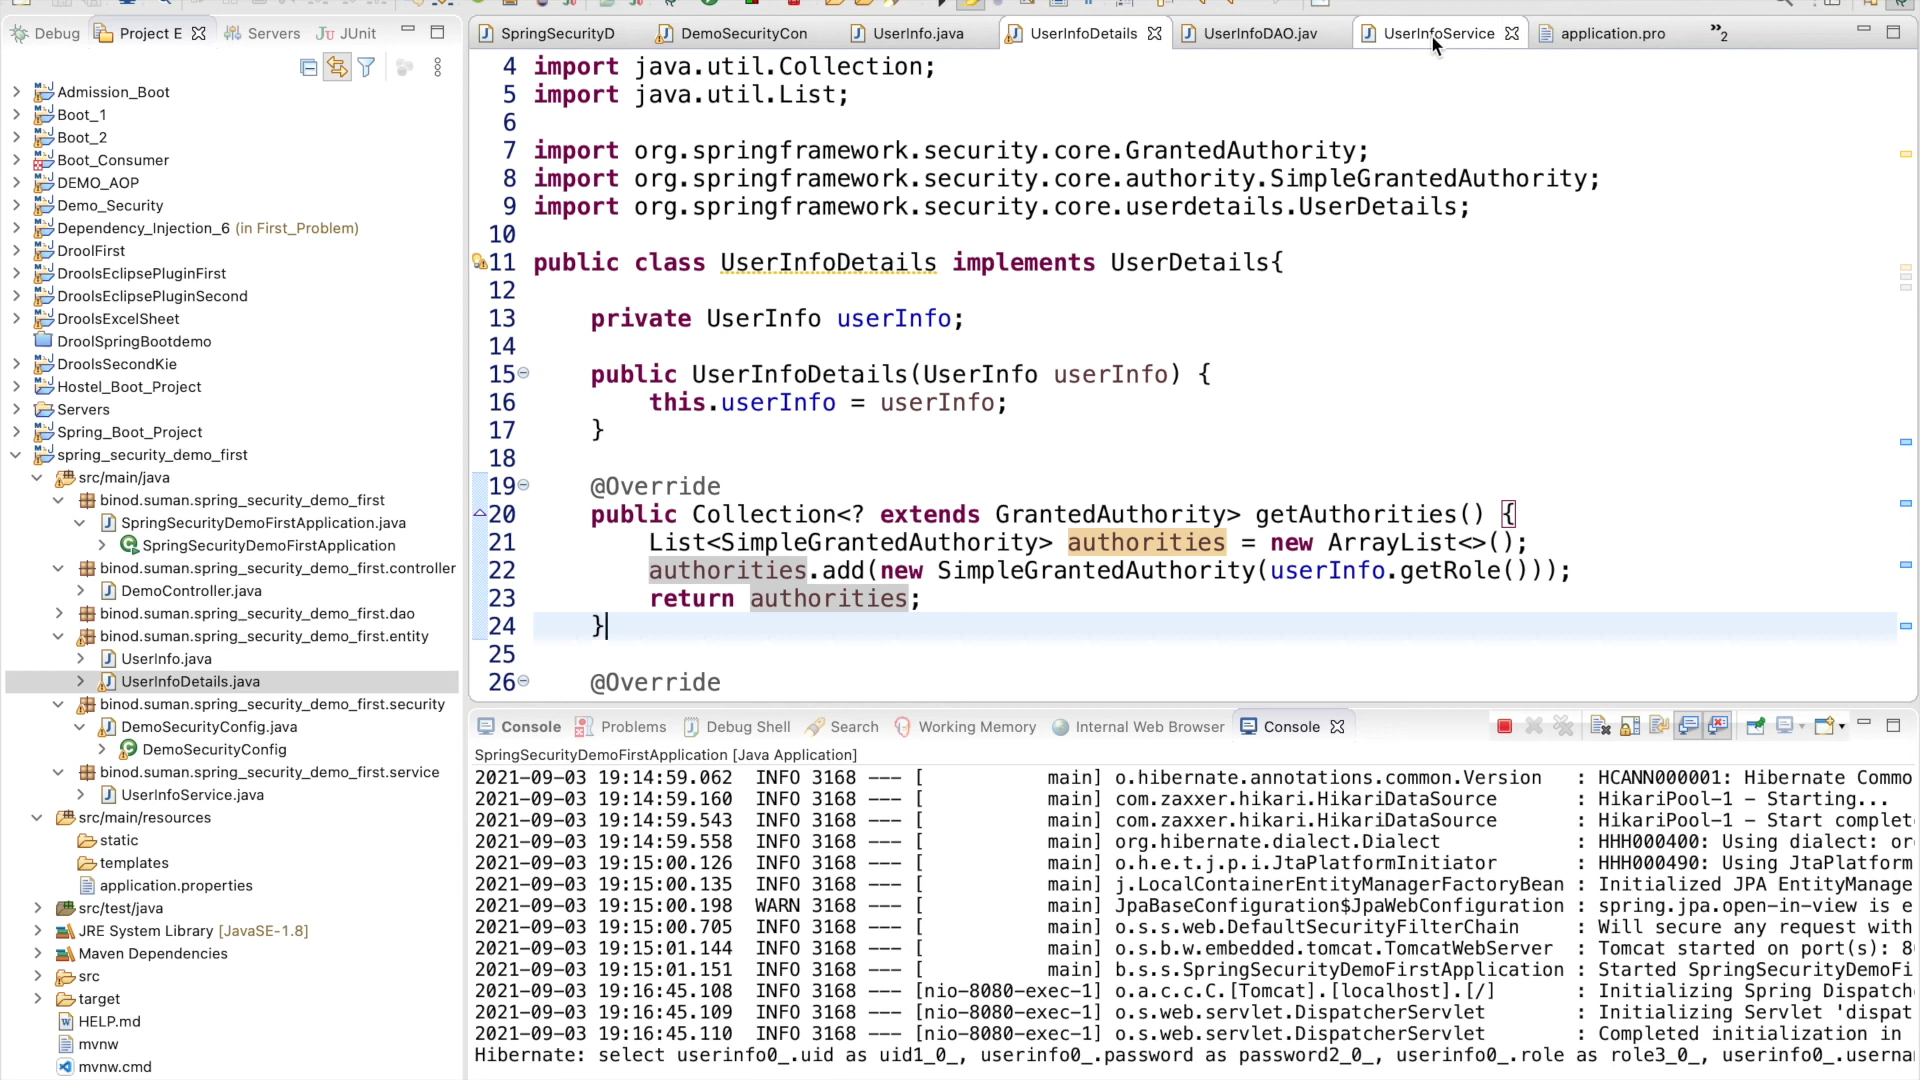 Debug
Project E
Servers
JUnit
Admission_Boot
Boot_1
Boot_2
Boot_Consumer
DEMO_AOP
Demo_Security
Dependency_Injection_6 (in First_Problem)
DroolFirst
DroolsEclipsePluginFirst
DroolsEclipsePluginSecond
DroolsExcelSheet
DroolSpringBootdemo
DroolsSecondKie
Hostel_Boot_Project
Servers
Spring_Boot_Project
spring_security_demo_first
src/main/java
binod.suman.spring_security_demo_first
SpringSecurityDemoFirstApplication.java
SpringSecurityDemoFirstApplication
binod.suman.spring_security_demo_first.controller
DemoController.java
binod.suman.spring_security_demo_first.dao
binod.suman.spring_security_demo_first.entity
UserInfo.java
UserInfoDetails.java
binod.suman.spring_security_demo_first.security
DemoSecurityConfig.java
DemoSecurityConfig
binod.suman.spring_security_demo_first.service
UserInfoService.java
src/main/resources
static
templates
application.properties
src/test/java
JRE System Library [JavaSE-1.8]
Maven Dependencies
src
target
HELP.md
mvnw
mvnw.cmd
SpringSecurityD
DemoSecurityCon
UserInfo.java
UserInfoDetails
UserInfoDAO.jav
UserInfoService
application.pro
»2
4 import java.util.Collection;
5 import java.util.List;
6
7 import org.springframework.security.core.GrantedAuthority;
8 import org.springframework.security.core.authority.SimpleGrantedAuthority;
9 import org.springframework.security.core.userdetails.UserDetails;
10
11 public class UserInfoDetails implements UserDetails{
12
13 private UserInfo userInfo;
14
15 public UserInfoDetails(UserInfo userInfo) {
16 this.userInfo = userInfo;
17 }
18
19 @Override
20 public Collection<? extends GrantedAuthority> getAuthorities() {
21 List<SimpleGrantedAuthority> authorities = new ArrayList<>();
22 authorities.add(new SimpleGrantedAuthority(userInfo.getRole()));
23 return authorities;
24 }
25
26 @Override
Console
Problems
Debug Shell
Search
Working Memory
Internal Web Browser
Console
SpringSecurityDemoFirstApplication [Java Application]
2021-09-03 19:14:59.062 INFO 3168 --- [ main] o.hibernate.annotations.common.Version : HCANN000001: Hibernate Commo
2021-09-03 19:14:59.160 INFO 3168 --- [ main] com.zaxxer.hikari.HikariDataSource : HikariPool-1 - Starting...
2021-09-03 19:14:59.543 INFO 3168 --- [ main] com.zaxxer.hikari.HikariDataSource : HikariPool-1 - Start complet
2021-09-03 19:14:59.558 INFO 3168 --- [ main] org.hibernate.dialect.Dialect : HHH000400: Using dialect: or
2021-09-03 19:15:00.126 INFO 3168 --- [ main] o.h.e.t.j.p.i.JtaPlatformInitiator : HHH000490: Using JtaPlatform
2021-09-03 19:15:00.135 INFO 3168 --- [ main] j.LocalContainerEntityManagerFactoryBean : Initialized JPA EntityManage
2021-09-03 19:15:00.198 WARN 3168 --- [ main] JpaBaseConfiguration$JpaWebConfiguration : spring.jpa.open-in-view is e
2021-09-03 19:15:00.705 INFO 3168 --- [ main] o.s.s.web.DefaultSecurityFilterChain : Will secure any request with
2021-09-03 19:15:01.144 INFO 3168 --- [ main] o.s.b.w.embedded.tomcat.TomcatWebServer : Tomcat started on port(s): 8
2021-09-03 19:15:01.151 INFO 3168 --- [ main] b.s.s.SpringSecurityDemoFirstApplication : Started SpringSecurityDemoFi
2021-09-03 19:16:45.108 INFO 3168 --- [nio-8080-exec-1] o.a.c.c.C.[Tomcat].[localhost].[/] : Initializing Spring Dispatch
2021-09-03 19:16:45.109 INFO 3168 --- [nio-8080-exec-1] o.s.web.servlet.DispatcherServlet : Initializing Servlet 'dispat
2021-09-03 19:16:45.110 INFO 3168 --- [nio-8080-exec-1] o.s.web.servlet.DispatcherServlet : Completed initialization in
Hibernate: select userinfo0_.uid as uid1_0_, userinfo0_.password as password2_0_, userinfo0_.role as role3_0_, userinfo0_.userna